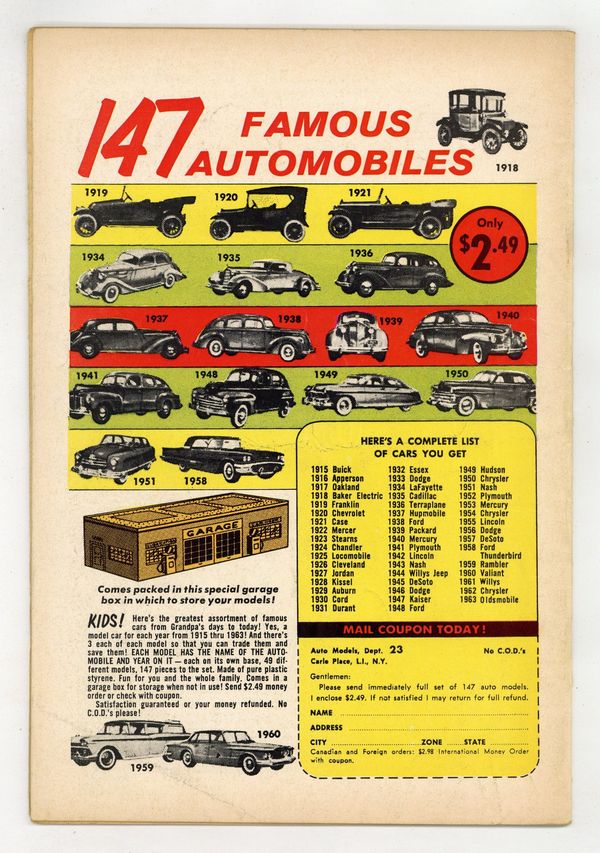 147 FAMOUS
AUTOMOBILES
1918
1919
1920
1921
Only
$2.49
1934
1935
1936
1937
1938
1939
1940
1941
1948
1949
1950
1951
1958
GARAGE
Comes packed in this special garage
box in which to store your models!
KIDS! Here's the greatest assortment of famous
cars from Grandpa's days to today! Yes, a
model car for each year from 1915 thru 1963! And there's
3 each of each model so that you can trade them and
save them! EACH MODEL HAS THE NAME OF THE AUTO-
MOBILE AND YEAR ON IT — each on its own base, 49 dif-
ferent models, 147 pieces to the set. Made of pure plastic
styrene. Fun for you and the whole family. Comes in a
garage box for storage when not in use! Send $2.49 money
order or check with coupon.
Satisfaction guaranteed or your money refunded. No
C.O.D.'s please!
1959
1960
HERE'S A COMPLETE LIST
OF CARS YOU GET
1915 Buick
1916 Apperson
1917 Oakland
1918 Baker Electric
1919 Franklin
1920 Chevrolet
1921 Case
1922 Mercer
1923 Stearns
1924 Chandler
1925 Locomobile
1926 Cleveland
1927 Jordan
1928 Kissel
1929 Auburn
1930 Cord
1931 Durant
1932 Essex
1933 Dodge
1934 LaFayette
1935 Cadillac
1936 Terraplane
1937 Hupmobile
1938 Ford
1939 Packard
1940 Mercury
1941 Plymouth
1942 Lincoln
1943 Nash
1944 Willys Jeep
1945 DeSoto
1946 Dodge
1947 Kaiser
1948 Ford
1949 Hudson
1950 Chrysler
1951 Nash
1952 Plymouth
1953 Mercury
1954 Chrysler
1955 Lincoln
1956 Dodge
1957 DeSoto
1958 Ford
Thunderbird
1959 Rambler
1960 Valiant
1961 Willys
1962 Chrysler
1963 Oldsmobile
MAIL COUPON TODAY!
Auto Models, Dept. 23 No C.O.D.'s
Carle Place, L.I., N.Y.
Gentlemen:
Please send immediately full set of 147 auto models.
I enclose $2.49. If not satisfied I may return for full refund.
NAME
ADDRESS
CITY ZONE STATE
Canadian and Foreign orders: $2.98 International Money Order
with coupon.